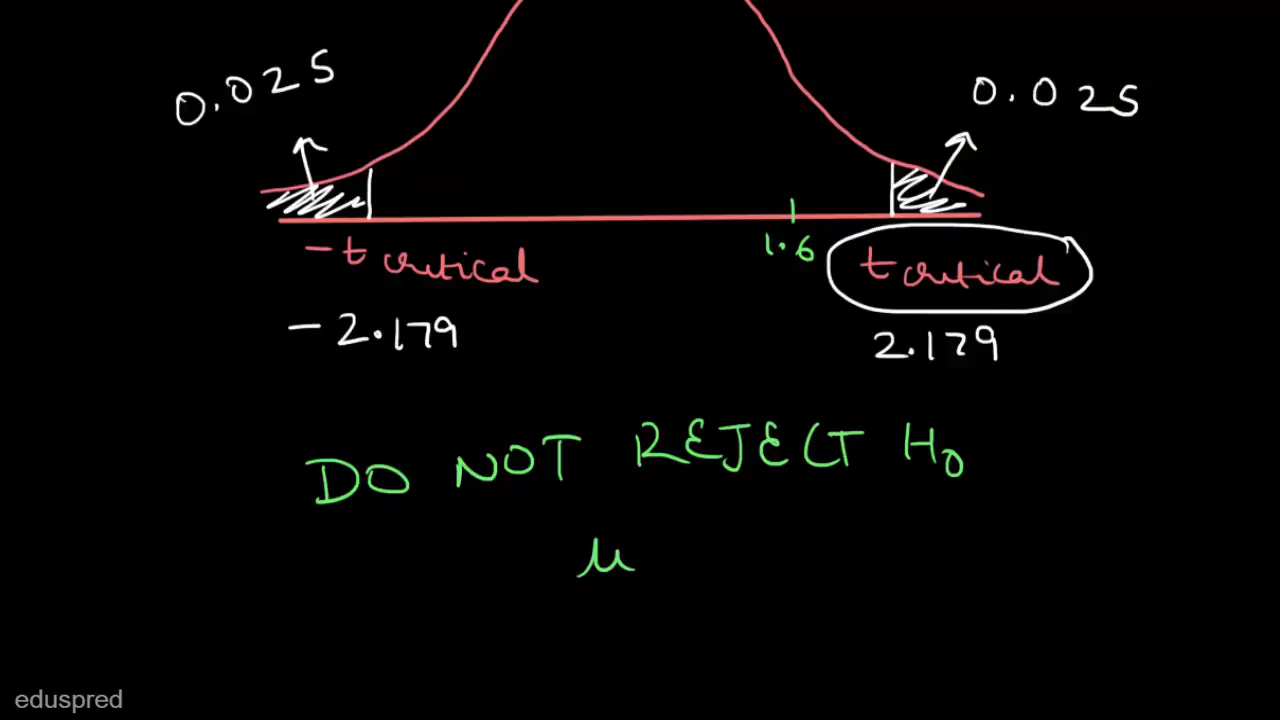 0.025
0.025
1.6
-t critical
t critical
-2.179
2.179
DO NOT REJECT H₀
μ
eduspred